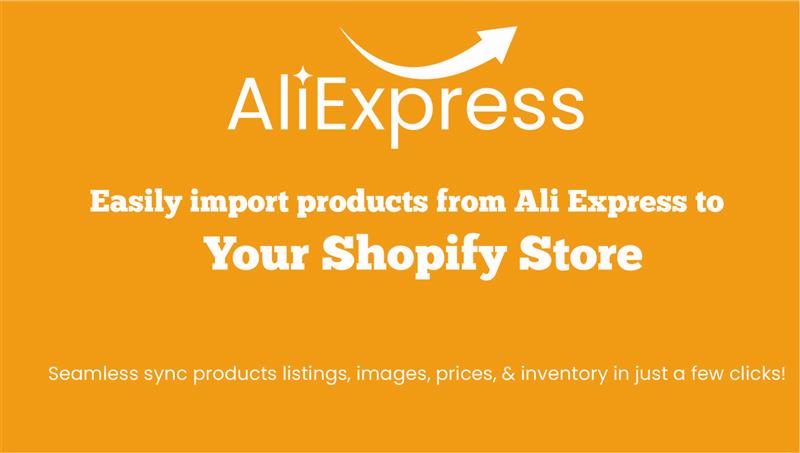 AliExpress
Easily import products from Ali Express to
Your Shopify Store
Seamless sync products listings, images, prices, & inventory in just a few clicks!